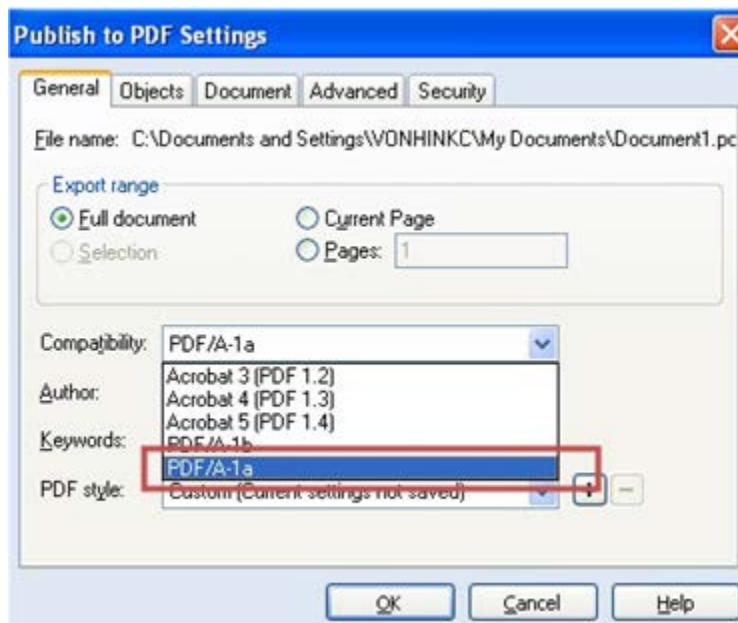 Publish to PDF Settings
General Objects Document Advanced Security
File name: C:\Documents and Settings\VONHINKC\My Documents\Document1.pd
Export range
Full document Current Page
Selection Pages: 1
Compatibility: PDF/A-1a
Acrobat 3 (PDF 1.2)
Author: Acrobat 4 (PDF 1.3)
Acrobat 5 (PDF 1.4)
Keywords: PDF/A-1b
PDF/A-1a
PDF style: Custom (Current settings not saved)
OK Cancel Help